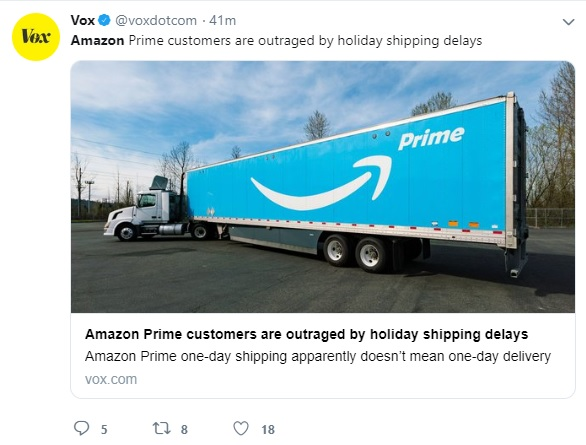 Vox @voxdotcom · 41m
Vox
Amazon Prime customers are outraged by holiday shipping delays
Prime
Amazon Prime customers are outraged by holiday shipping delays
Amazon Prime one-day shipping apparently doesn't mean one-day delivery
vox.com
5 8 18